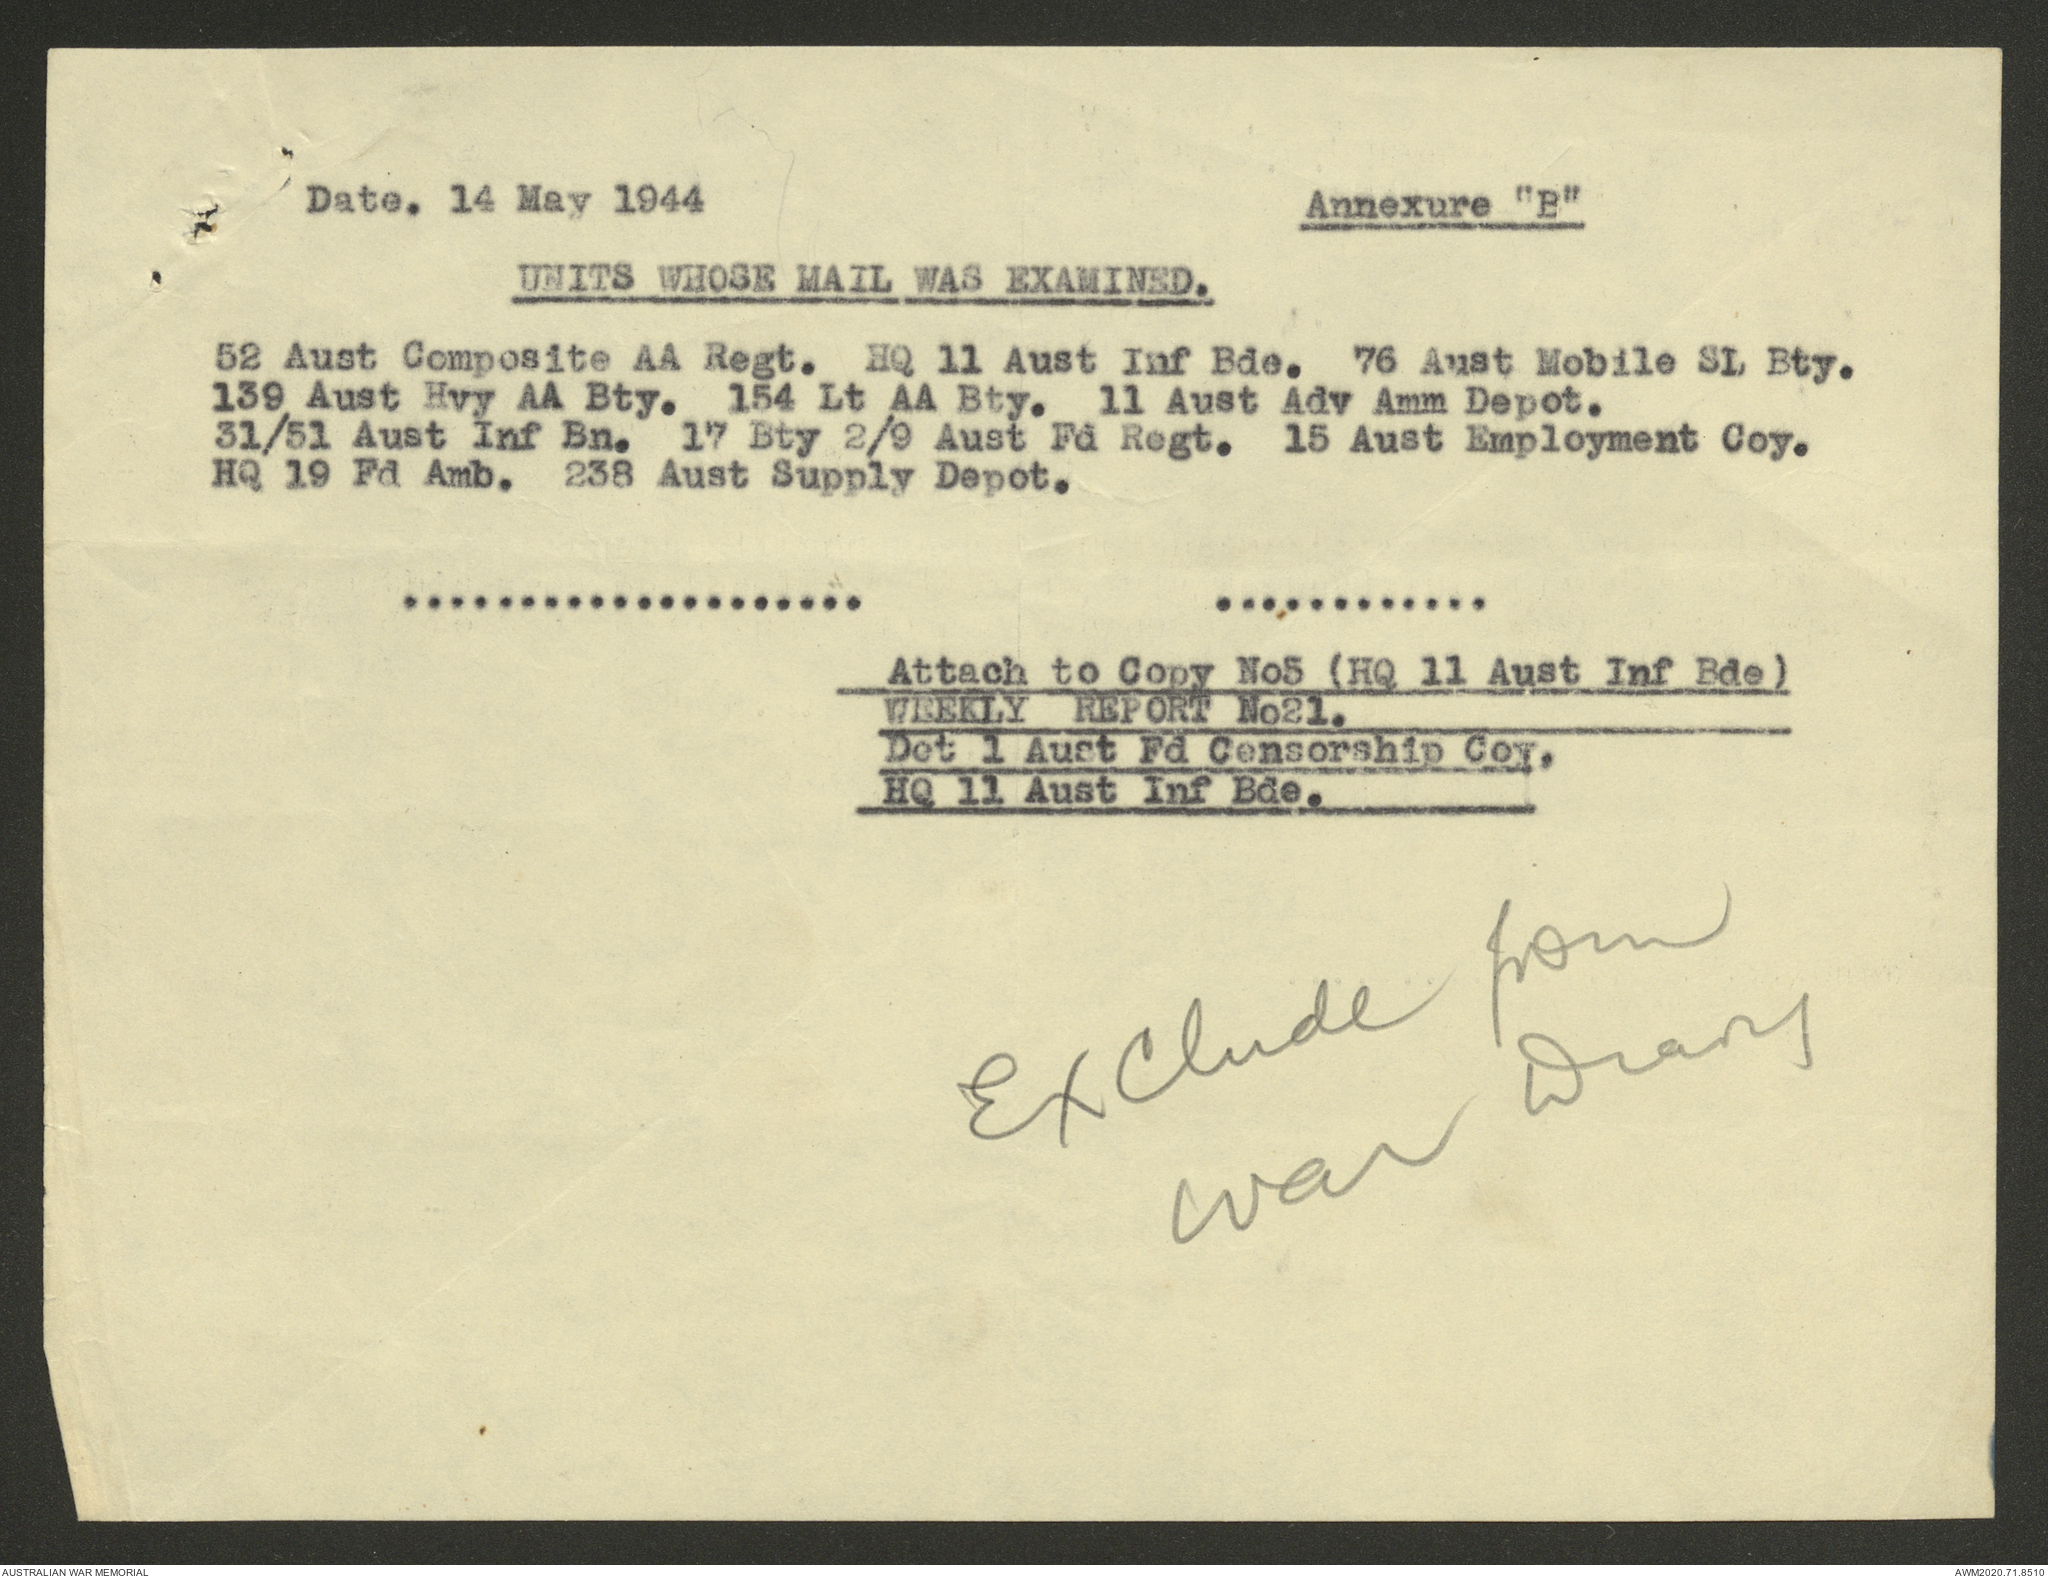 Date. 14 May 1944
Annexure "B"
UNITS WHOSE MAIL WAS EXAMINED.
52 Aust Composite AA Regt. HQ 11 Aust Inf Bde. 76 Aust Mobile SL Bty.
139 Aust Hvy AA Bty. 154 Lt AA Bty. 11 Aust Adv Amm Depot.
31/51 Aust Inf Bn. 17 Bty 2/9 Aust Fd Regt. 15 Aust Employment Coy.
HQ 19 Fd Amb. 238 Aust Supply Depot.
.................... ............
Attach to Copy No5 (HQ 11 Aust Inf Bde)
WEEKLY REPORT No21.
Det 1 Aust Fd Censorship Coy.
HQ 11 Aust Inf Bde.
Exclude from
war Diary
AUSTRALIAN WAR MEMORIAL
AWM2020.71.8510